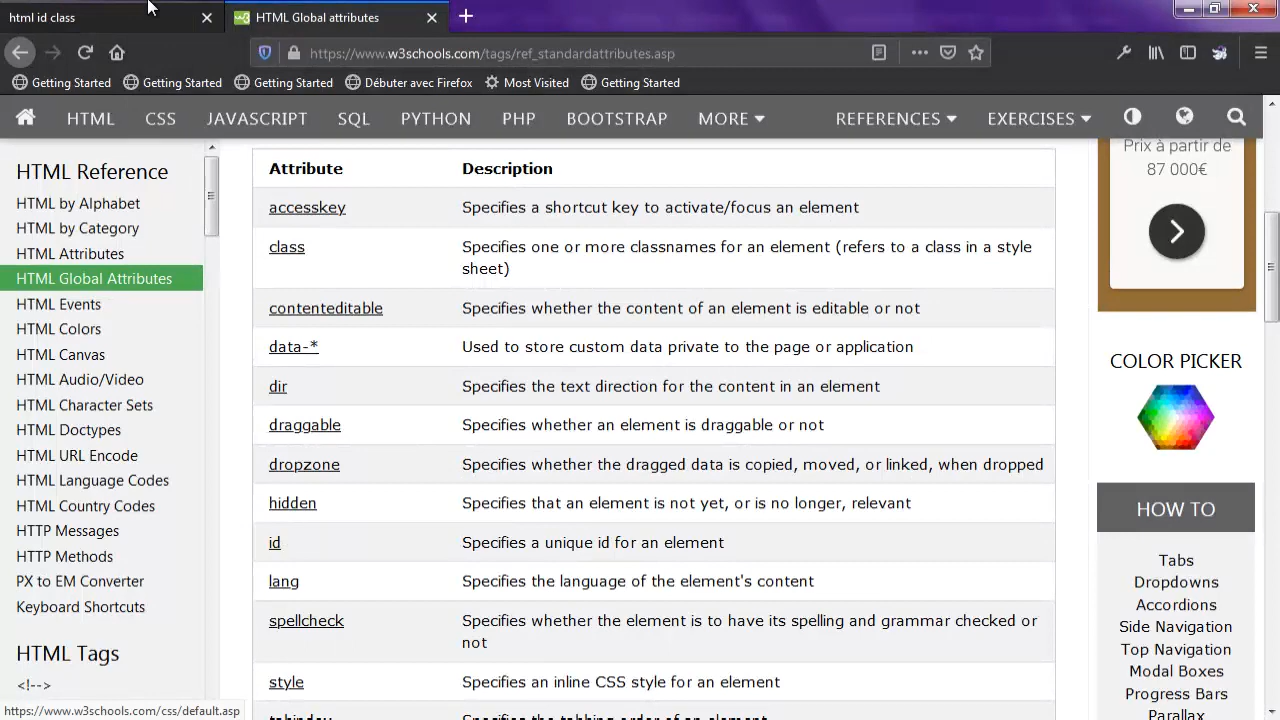 html id class
HTML Global attributes
https://www.w3schools.com/tags/ref_standardattributes.asp
Getting Started
Getting Started
Getting Started
Débuter avec Firefox
Most Visited
Getting Started
HTML
CSS
JAVASCRIPT
SQL
PYTHON
PHP
BOOTSTRAP
MORE
REFERENCES
EXERCISES
HTML Reference
HTML by Alphabet
HTML by Category
HTML Attributes
HTML Global Attributes
HTML Events
HTML Colors
HTML Canvas
HTML Audio/Video
HTML Character Sets
HTML Doctypes
HTML URL Encode
HTML Language Codes
HTML Country Codes
HTTP Messages
HTTP Methods
PX to EM Converter
Keyboard Shortcuts
HTML Tags
<!-->
https://www.w3schools.com/css/default.asp
Attribute Description
accesskey Specifies a shortcut key to activate/focus an element
class Specifies one or more classnames for an element (refers to a class in a style
sheet)
contenteditable Specifies whether the content of an element is editable or not
data-* Used to store custom data private to the page or application
dir Specifies the text direction for the content in an element
draggable Specifies whether an element is draggable or not
dropzone Specifies whether the dragged data is copied, moved, or linked, when dropped
hidden Specifies that an element is not yet, or is no longer, relevant
id Specifies a unique id for an element
lang Specifies the language of the element's content
spellcheck Specifies whether the element is to have its spelling and grammar checked or
not
style Specifies an inline CSS style for an element
tabindex Specifies the tabbing order of an element
Prix à partir de
87 000€
COLOR PICKER
HOW TO
Tabs
Dropdowns
Accordions
Side Navigation
Top Navigation
Modal Boxes
Progress Bars
Parallax